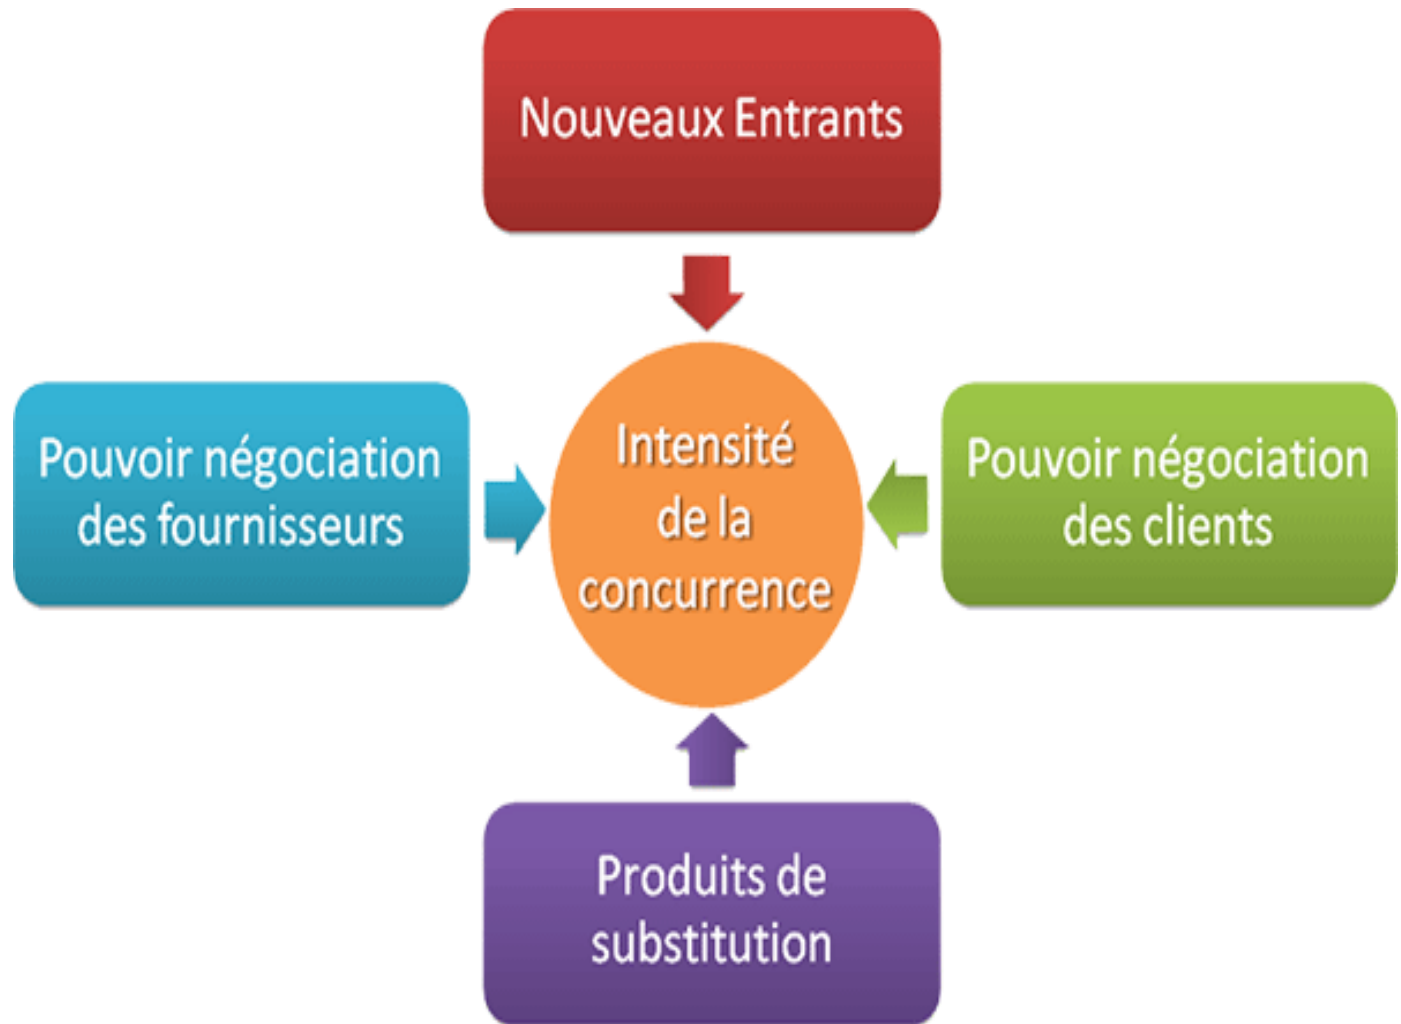 Nouveaux Entrants
Pouvoir négociation
des fournisseurs
Intensité
de la
concurrence
Pouvoir négociation
des clients
Produits de
substitution